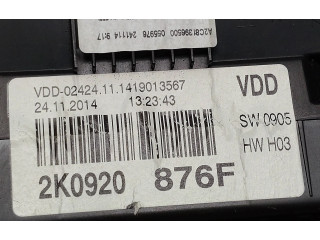 A2C81396500
055976 241114 9:17
VDD-02424.11.1419013567
24.11.2014 13:23:43
VDD
SW 0905
HW H03
2K0920 876F